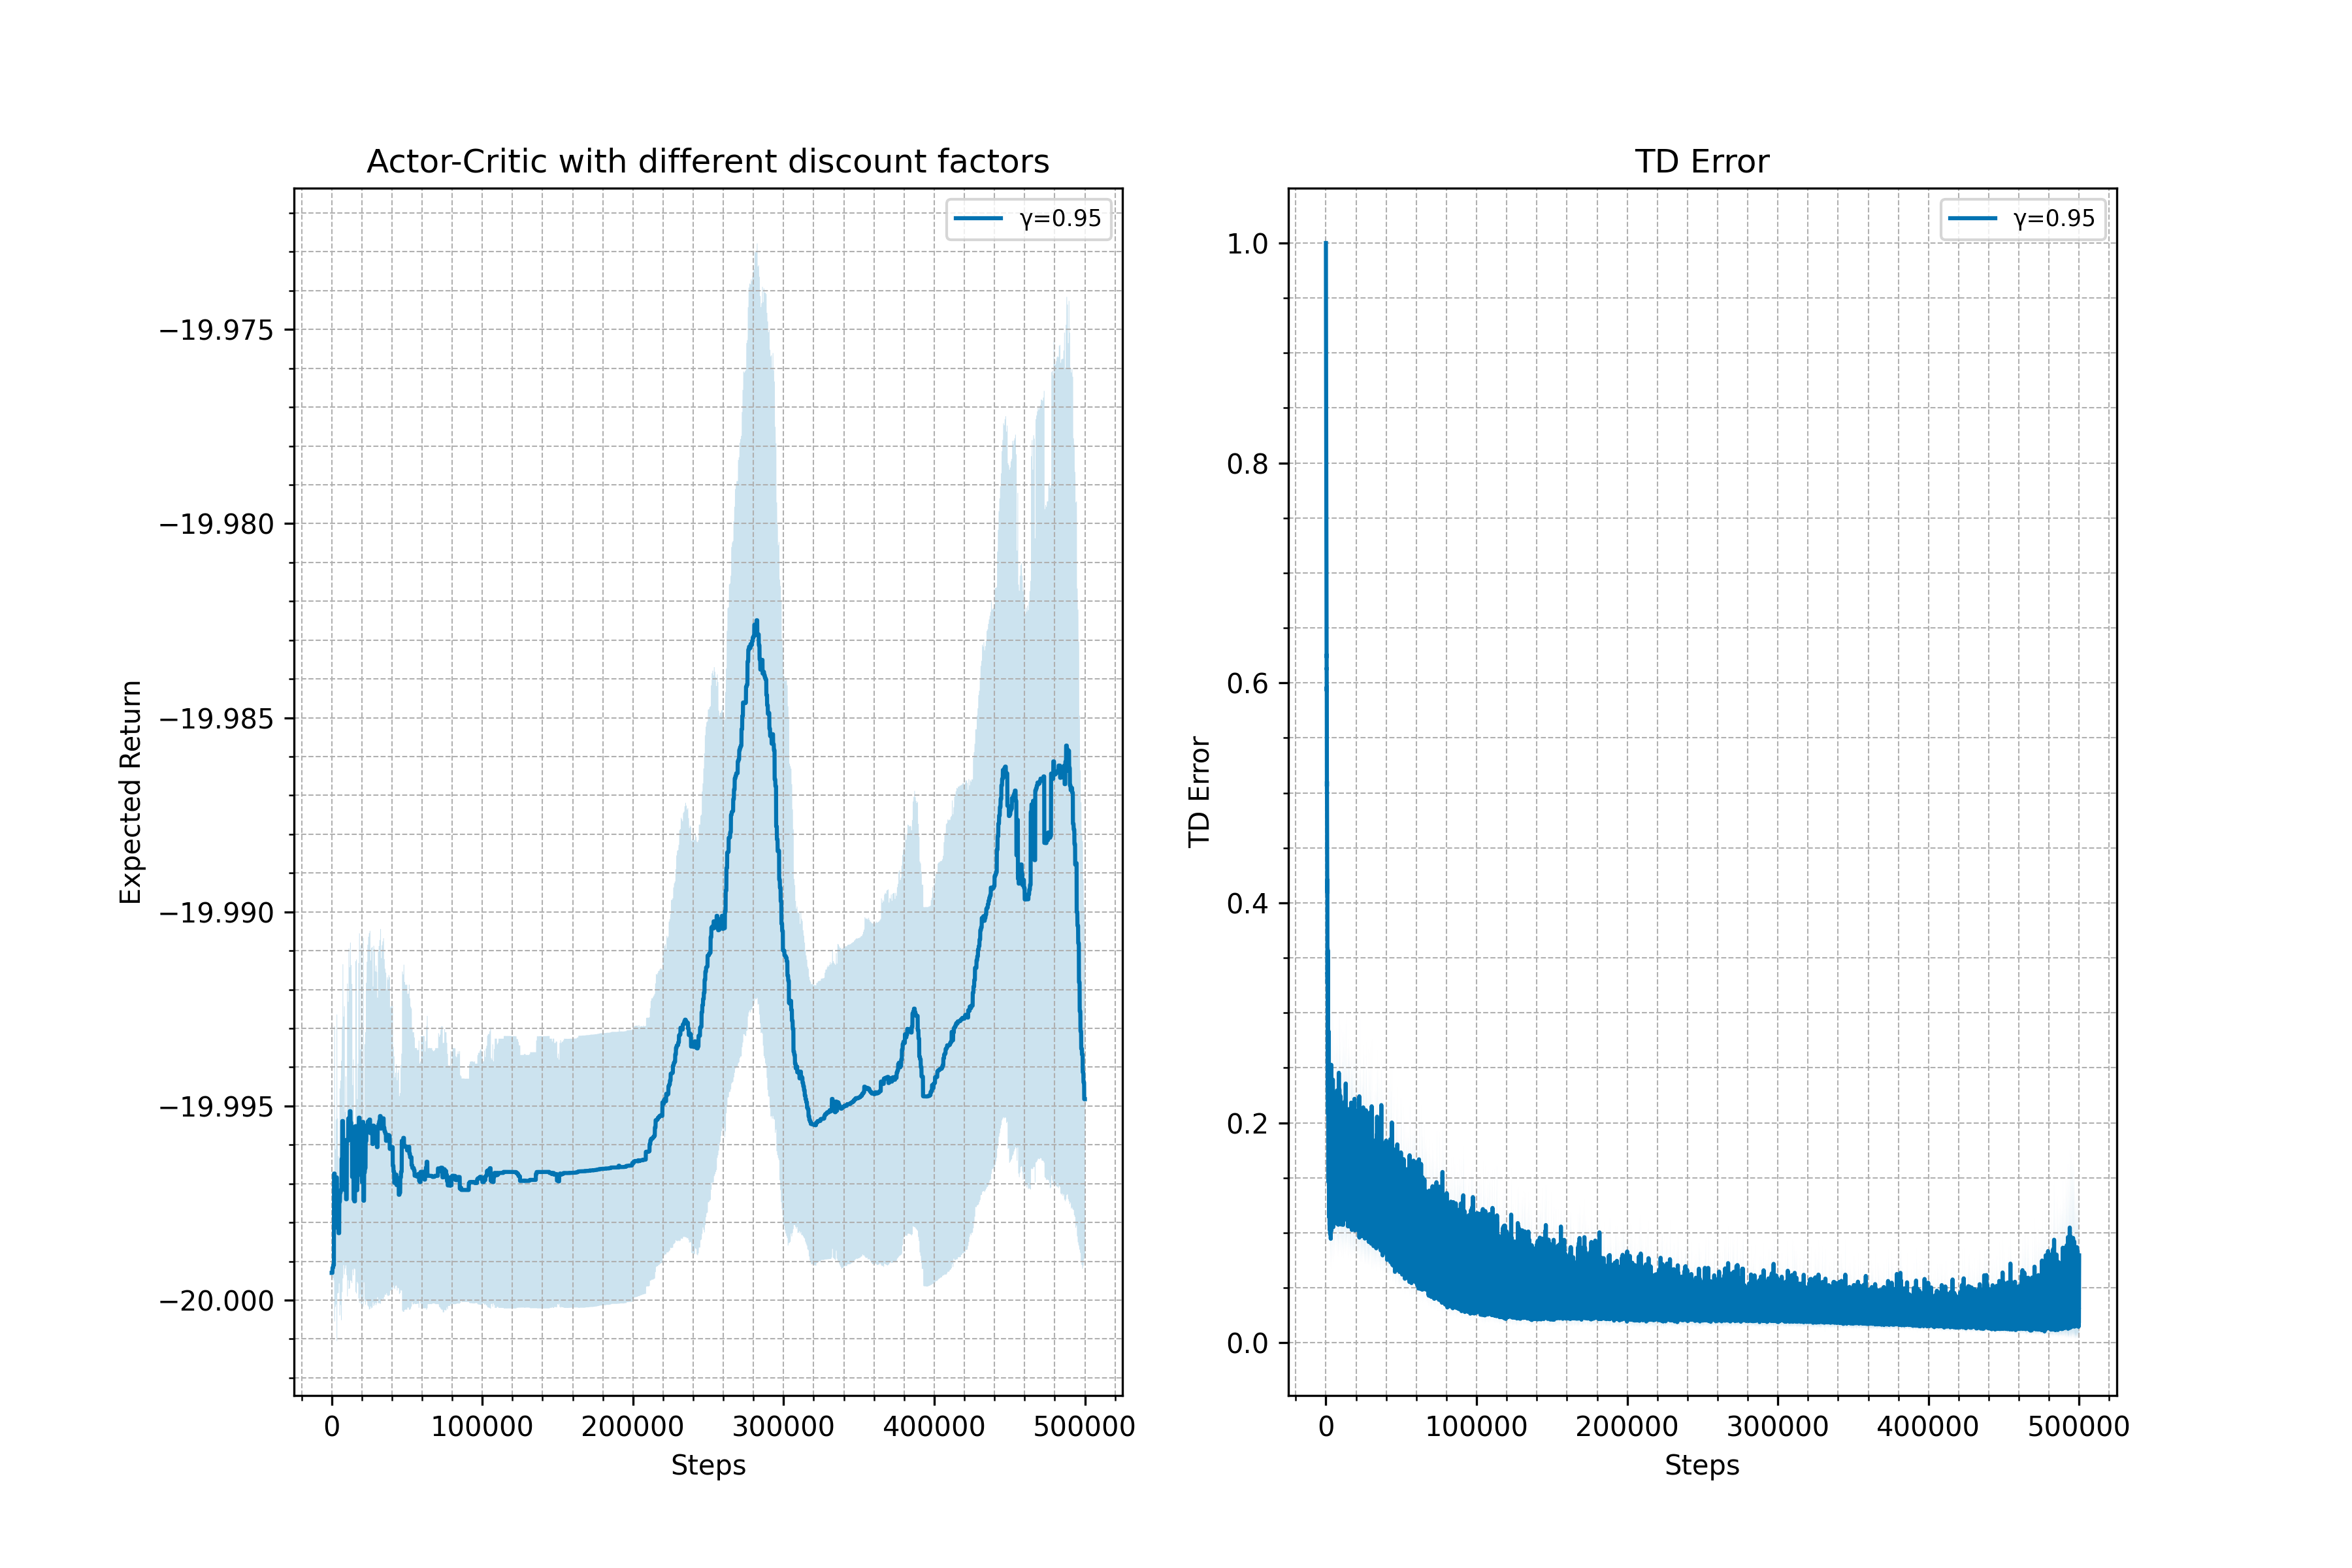 Actor-Critic with different discount factors
γ=0.95
−19.975
−19.980
−19.985
−19.990
−19.995
−20.000
Expected Return
0 100000 200000 300000 400000 500000
Steps
TD Error
γ=0.95
1.0
0.8
0.6
0.4
0.2
0.0
TD Error
0 100000 200000 300000 400000 500000
Steps